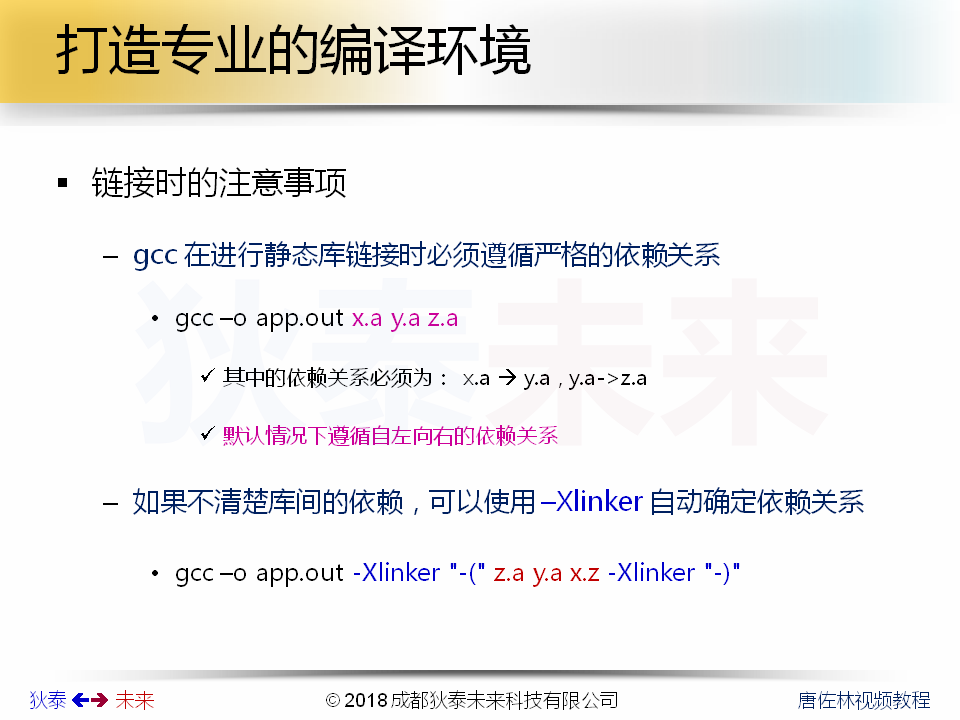 打造专业的编译环境
▪ 链接时的注意事项
– gcc 在进行静态库链接时必须遵循严格的依赖关系
• gcc –o app.out x.a y.a z.a
✓ 其中的依赖关系必须为： x.a → y.a , y.a->z.a
✓ 默认情况下遵循自左向右的依赖关系
– 如果不清楚库间的依赖，可以使用 –Xlinker 自动确定依赖关系
• gcc –o app.out -Xlinker "-(" z.a y.a x.z -Xlinker "-)"
狄泰未来
狄泰 ←→ 未来
© 2018 成都狄泰未来科技有限公司
唐佐林视频教程